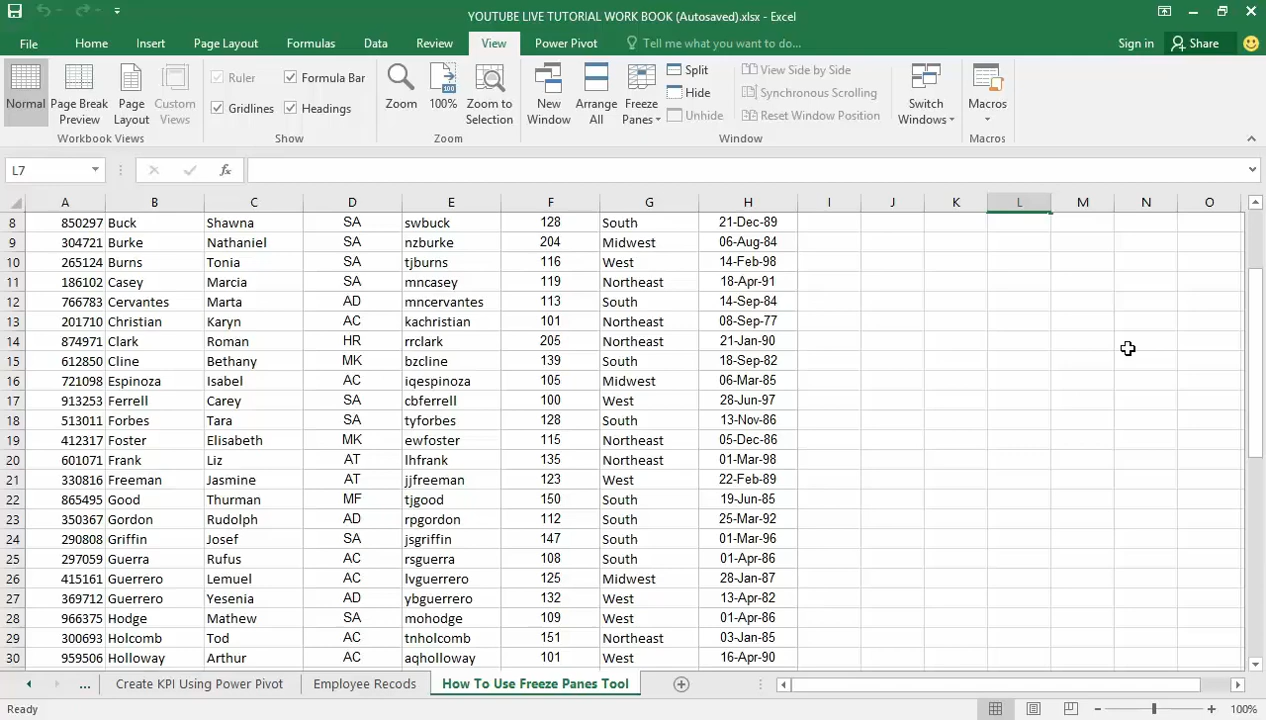 YOUTUBE LIVE TUTORIAL WORK BOOK (Autosaved).xlsx - Excel
File Home Insert Page Layout Formulas Data Review View Power Pivot Tell me what you want to do... Sign in Share
Normal Page Break Preview Page Layout Custom Views
Workbook Views
Ruler Formula Bar
Gridlines Headings
Show
Zoom 100% Zoom to Selection
Zoom
New Window Arrange All Freeze Panes Split Hide Unhide
View Side by Side
Synchronous Scrolling
Reset Window Position
Switch Windows
Window
Macros
Macros
L7 fx
A B C D E F G H I J K L M N O
8 850297 Buck Shawna SA swbuck 128 South 21-Dec-89
9 304721 Burke Nathaniel SA nzburke 204 Midwest 06-Aug-84
10 265124 Burns Tonia SA tjburns 116 West 14-Feb-98
11 186102 Casey Marcia SA mncasey 119 Northeast 18-Apr-91
12 766783 Cervantes Marta AD mncervantes 113 South 14-Sep-84
13 201710 Christian Karyn AC kachristian 101 Northeast 08-Sep-77
14 874971 Clark Roman HR rrclark 205 Northeast 21-Jan-90
15 612850 Cline Bethany MK bzcline 139 South 18-Sep-82
16 721098 Espinoza Isabel AC iqespinoza 105 Midwest 06-Mar-85
17 913253 Ferrell Carey SA cbferrell 100 West 28-Jun-97
18 513011 Forbes Tara SA tyforbes 128 South 13-Nov-86
19 412317 Foster Elisabeth MK ewfoster 115 Northeast 05-Dec-86
20 601071 Frank Liz AT lhfrank 135 Northeast 01-Mar-98
21 330816 Freeman Jasmine AT jjfreeman 123 West 22-Feb-89
22 865495 Good Thurman MF tjgood 150 South 19-Jun-85
23 350367 Gordon Rudolph AD rpgordon 112 South 25-Mar-92
24 290808 Griffin Josef SA jsgriffin 147 South 01-Mar-96
25 297059 Guerra Rufus AC rsguerra 108 South 01-Apr-86
26 415161 Guerrero Lemuel AC lvguerrero 125 Midwest 28-Jan-87
27 369712 Guerrero Yesenia AD ybguerrero 132 West 13-Apr-82
28 966375 Hodge Mathew SA mohodge 109 West 01-Apr-86
29 300693 Holcomb Tod AC tnholcomb 151 Northeast 03-Jan-85
30 959506 Holloway Arthur AC aqholloway 101 West 16-Apr-90
... Create KPI Using Power Pivot Employee Recods How To Use Freeze Panes Tool
Ready 100%